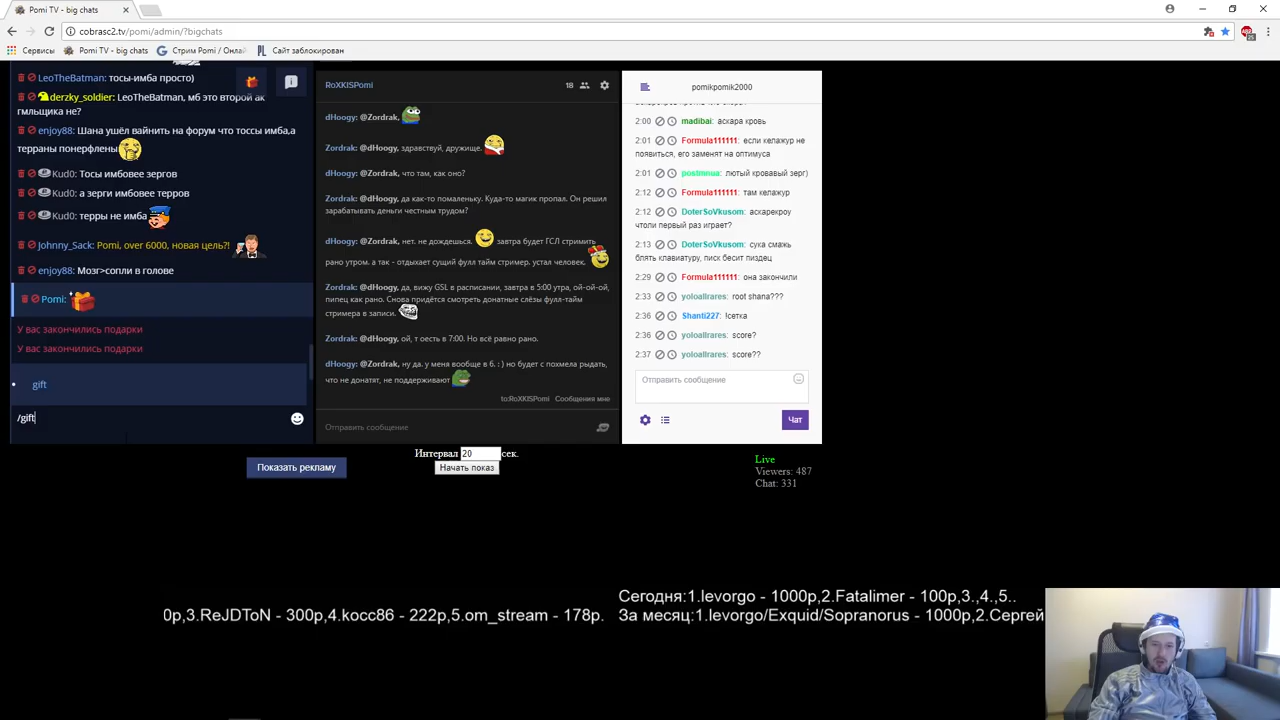 Pomi TV - big chats
cobrasc2.tv/pomi/admin/?bigchats
Сервисы
Pomi TV - big chats
Стрим Pomi / Онлай
Сайт заблокирован
LeoTheBatman: тосы-имба просто)
derzky_soldier: LeoTheBatman, мб это второй ак
гмльщика не?
enjoy88: Шана ушёл вайнить на форум что тоссы имба,а
терраны понерфлены
Kud0: Тосы имбовее зергов
Kud0: а зерги имбовее терров
Kud0: терры не имба
Johnny_Sack: Pomi, over 6000, новая цель?!
enjoy88: Мозг>сопли в голове
Pomi:
У вас закончились подарки
У вас закончились подарки
gift
/gift
Показать рекламу
RoXKISPomi
18
dHoogy: @Zordrak,
Zordrak: @dHoogy, здравствуй, дружище.
dHoogy: @Zordrak, что там, как оно?
Zordrak: @dHoogy, да как-то помаленьку. Куда-то магик пропал. Он решил
зарабатывать деньги честным трудом?
dHoogy: @Zordrak, нет. не дождешься. завтра будет ГСЛ стримить
рано утром. а так - отдыхает сущий фулл тайм стример. устал человек.
Zordrak: @dHoogy, да, вижу GSL в расписании, завтра в 5:00 утра, ой-ой-ой,
пипец как рано. Снова придётся смотреть донатные слёзы фулл-тайм
стримера в записи.
Zordrak: @dHoogy, ой, т оесть в 7:00. Но всё равно рано.
dHoogy: @Zordrak, ну да. у меня вообще в 6. : ) но будет с похмела рыдать,
что не донатят, не поддерживают
to:RoXKISPomi Сообщения мне
Отправить сообщение
Интервал 20 сек.
Начать показ
pomikpomik2000
2:00 madibai: аскара кровь
2:01 Formula111111: если келажур не
появиться, его заменят на оптимуса
2:01 postmnua: лютый кровавый зерг)
2:12 Formula111111: там келажур
2:12 DoterSoVkusom: асхарекроу
чтоли первый раз играет?
2:13 DoterSoVkusom: сука смажь
блять клавиатуру, писк бесит пиздец
2:29 Formula111111: она закончили
2:33 yoloallrares: root shana???
2:36 Shanti227: !сетка
2:36 yoloallrares: score?
2:37 yoloallrares: score??
Отправить сообщение
Чат
Live
Viewers: 487
Chat: 331
Сегодня:1.levorgo - 1000р,2.Fatalimer - 100р,3.,4.,5..
0р,3.ReJDToN - 300р,4.kocc86 - 222р,5.om_stream - 178р. За месяц:1.levorgo/Exquid/Sopranorus - 1000р,2.Сергей